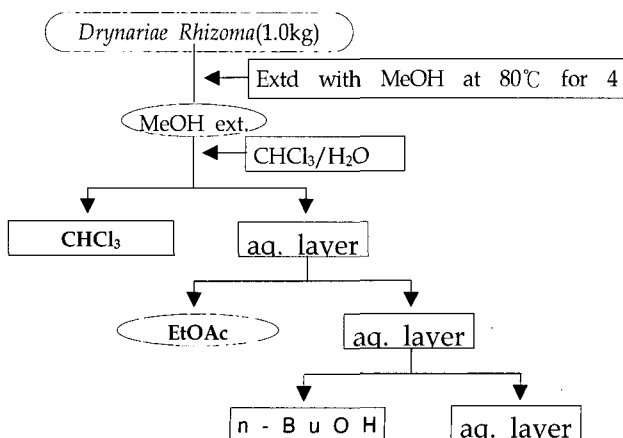 Drynariae Rhizoma(1.0kg)
Extd with MeOH at 80℃ for 4
MeOH ext.
CHCl₃/H₂O
CHCl₃
aq. layer
EtOAc
aq. layer
n - B u O H
aq. layer